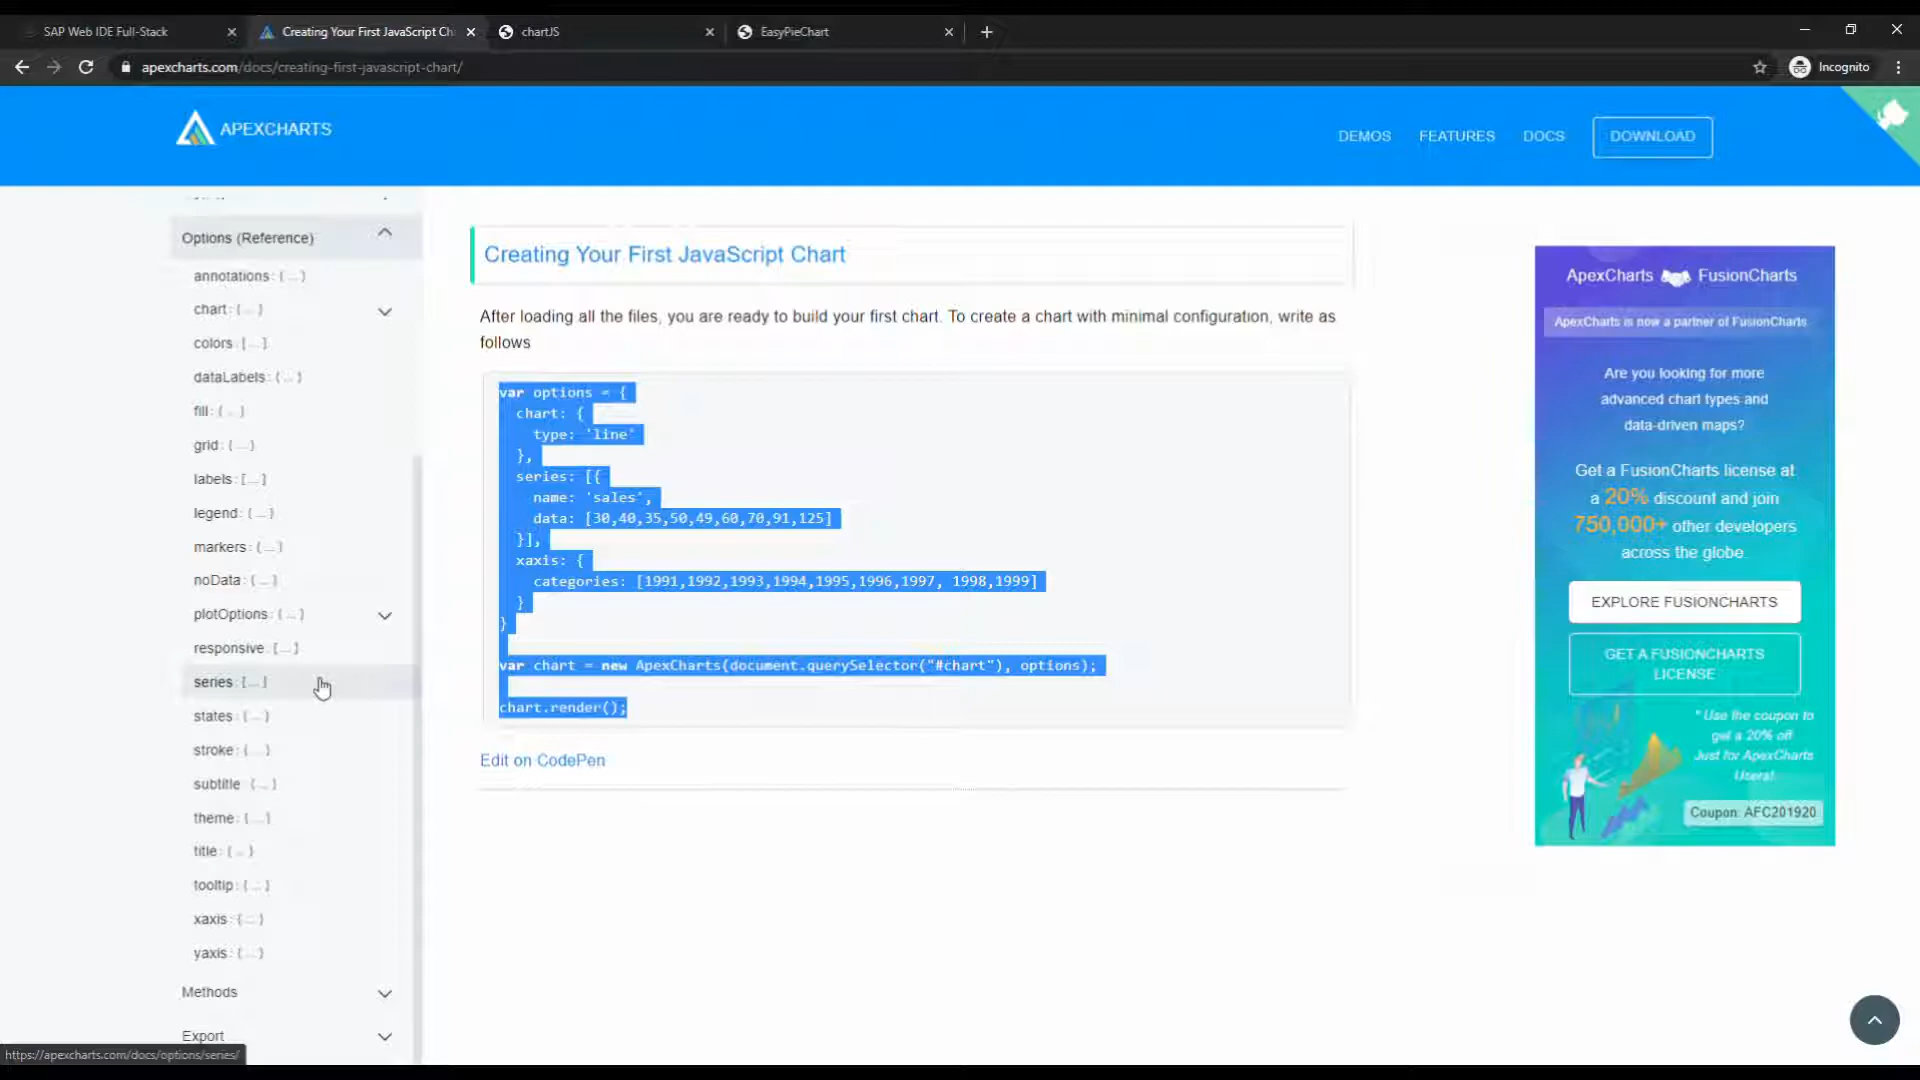 SAP Web IDE Full-Stack
Creating Your First JavaScript Ch
chartJS
EasyPieChart
apexcharts.com/docs/creating-first-javascript-chart/
Incognito
APEXCHARTS
DEMOS
FEATURES
DOCS
DOWNLOAD
Options (Reference)
annotations: {...}
chart: {...}
colors: [...]
dataLabels: {...}
fill: {...}
grid: {...}
labels: [...]
legend: {...}
markers: {...}
noData: {...}
plotOptions: {...}
responsive: [...]
series: [...]
states: {...}
stroke: {...}
subtitle: {...}
theme: {...}
title: {...}
tooltip: {...}
xaxis: {...}
yaxis: {...}
Methods
Export
https://apexcharts.com/docs/options/series/
Creating Your First JavaScript Chart
After loading all the files, you are ready to build your first chart. To create a chart with minimal configuration, write as
follows
var options = {
chart: {
type: 'line'
},
series: [{
name: 'sales',
data: [30,40,35,50,49,60,70,91,125]
}],
xaxis: {
categories: [1991,1992,1993,1994,1995,1996,1997, 1998,1999]
}
}
var chart = new ApexCharts(document.querySelector("#chart"), options);
chart.render();
Edit on CodePen
ApexCharts FusionCharts
ApexCharts is now a partner of FusionCharts
Are you looking for more
advanced chart types and
data-driven maps?
Get a FusionCharts license at
a 20% discount and join
750,000+ other developers
across the globe.
EXPLORE FUSIONCHARTS
GET A FUSIONCHARTS
LICENSE
* Use the coupon to
get a 20% off
Just for ApexCharts
Users!
Coupon: AFC201920